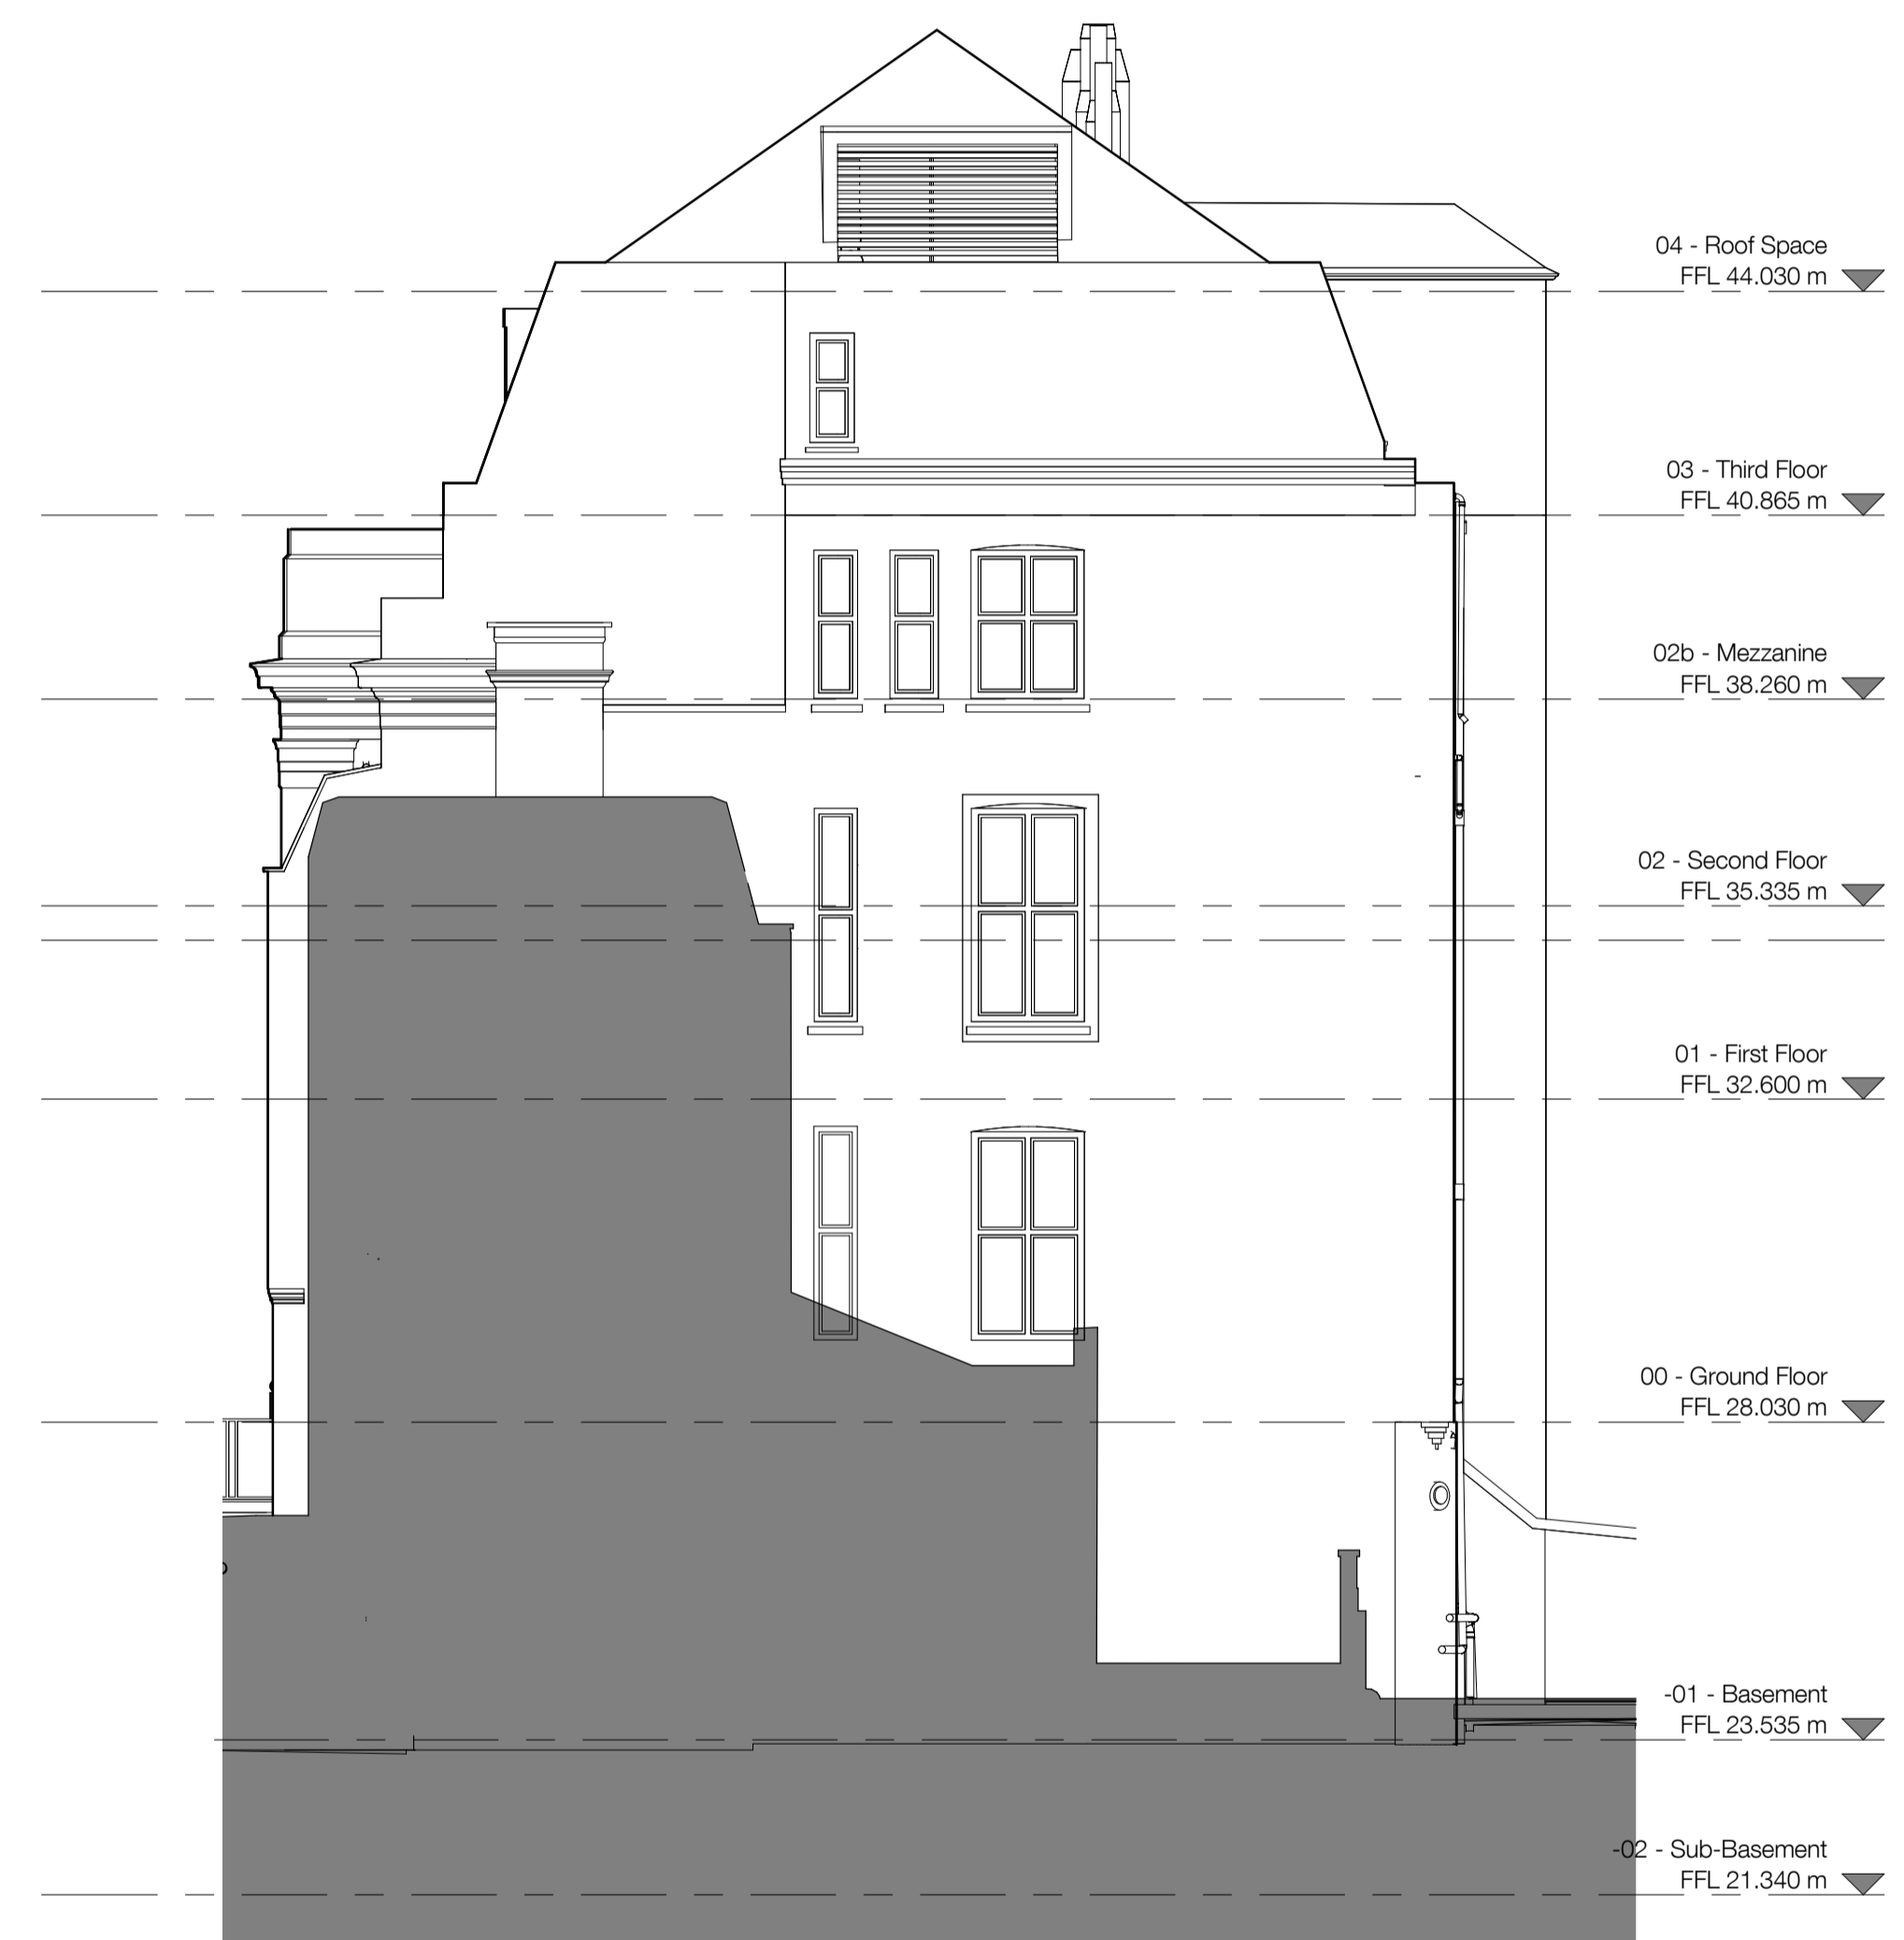 04 - Roof Space
FFL 44.030 m
03 - Third Floor
FFL 40.865 m
02b - Mezzanine
FFL 38.260 m
02 - Second Floor
FFL 35.335 m
01 - First Floor
FFL 32.600 m
00 - Ground Floor
FFL 28.030 m
-01 - Basement
FFL 23.535 m
-02 - Sub-Basement
FFL 21.340 m